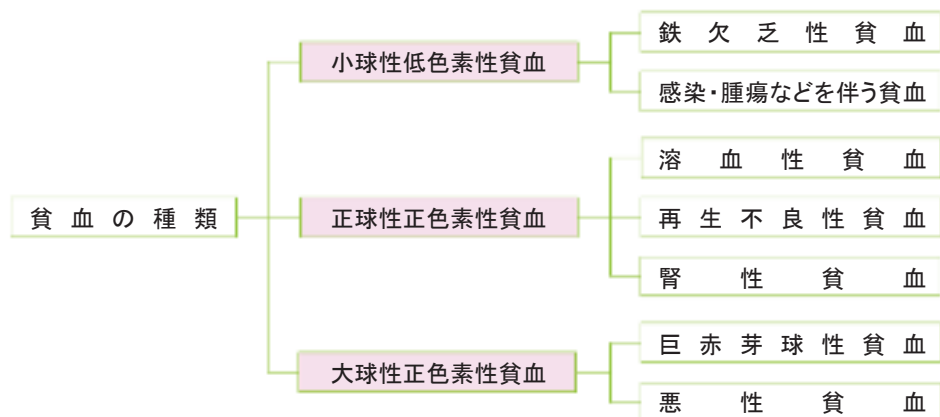 貧血の種類
小球性低色素性貧血
鉄欠乏性貧血
感染・腫瘍などを伴う貧血
正球性正色素性貧血
溶血性貧血
再生不良性貧血
腎性貧血
大球性正色素性貧血
巨赤芽球性貧血
悪性貧血